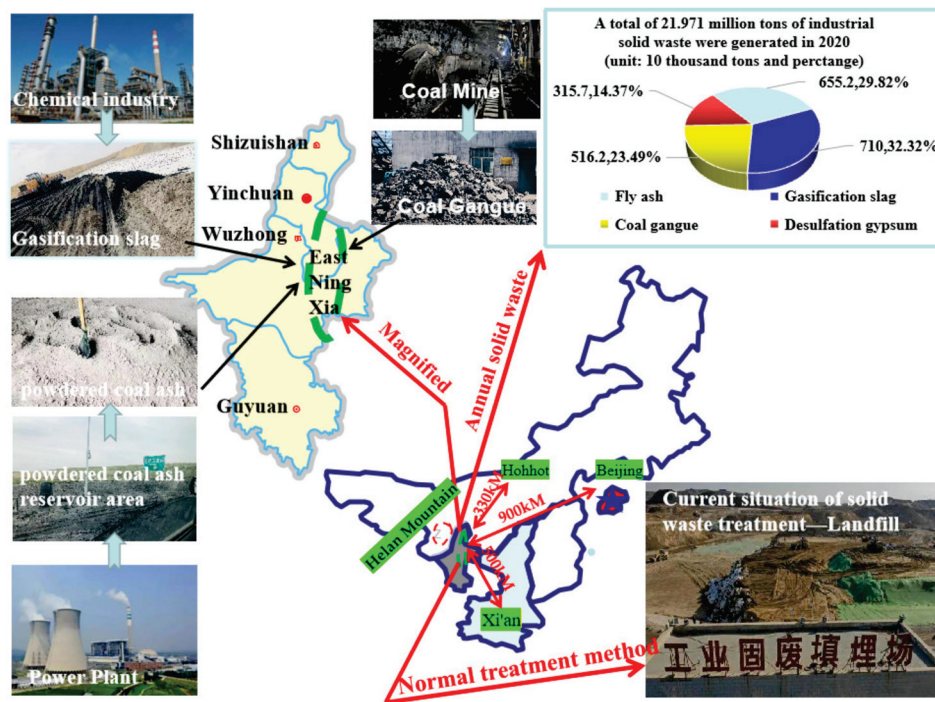 Chemical industry
Gasification slag
powdered coal ash
powdered coal ash
reservoir area
Power Plant
Coal Mine
Coal Gangue
Shizuishan
Yinchuan
Wuzhong
East
Ning
Xia
Guyuan
A total of 21.971 million tons of industrial
solid waste were generated in 2020
(unit: 10 thousand tons and perctange)
655.2,29.82%
315.7,14.37%
516.2,23.49%
710,32.32%
Fly ash
Gasification slag
Coal gangue
Desulfation gypsum
Magnified
Annual solid waste
Helan Mountain
Hohhot
Beijing
330kM
900kM
Xi'an
Normal treatment method
Current situation of solid
waste treatment—Landfill
工业固废填埋场